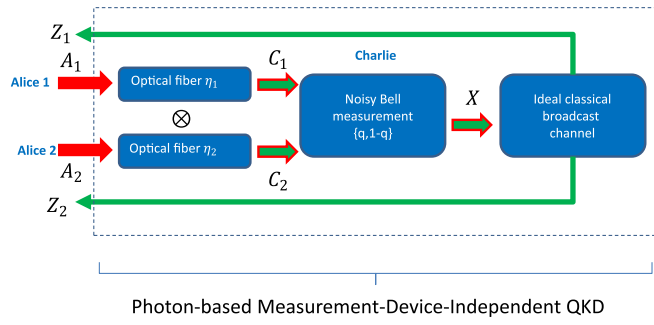 Z₁
A₁
C₁
Charlie
Alice 1
Optical fiber η₁
Noisy Bell
measurement
{q,1-q}
X
Ideal classical
broadcast
channel
⊗
Alice 2
Optical fiber η₂
A₂
C₂
Z₂
Photon-based Measurement-Device-Independent QKD